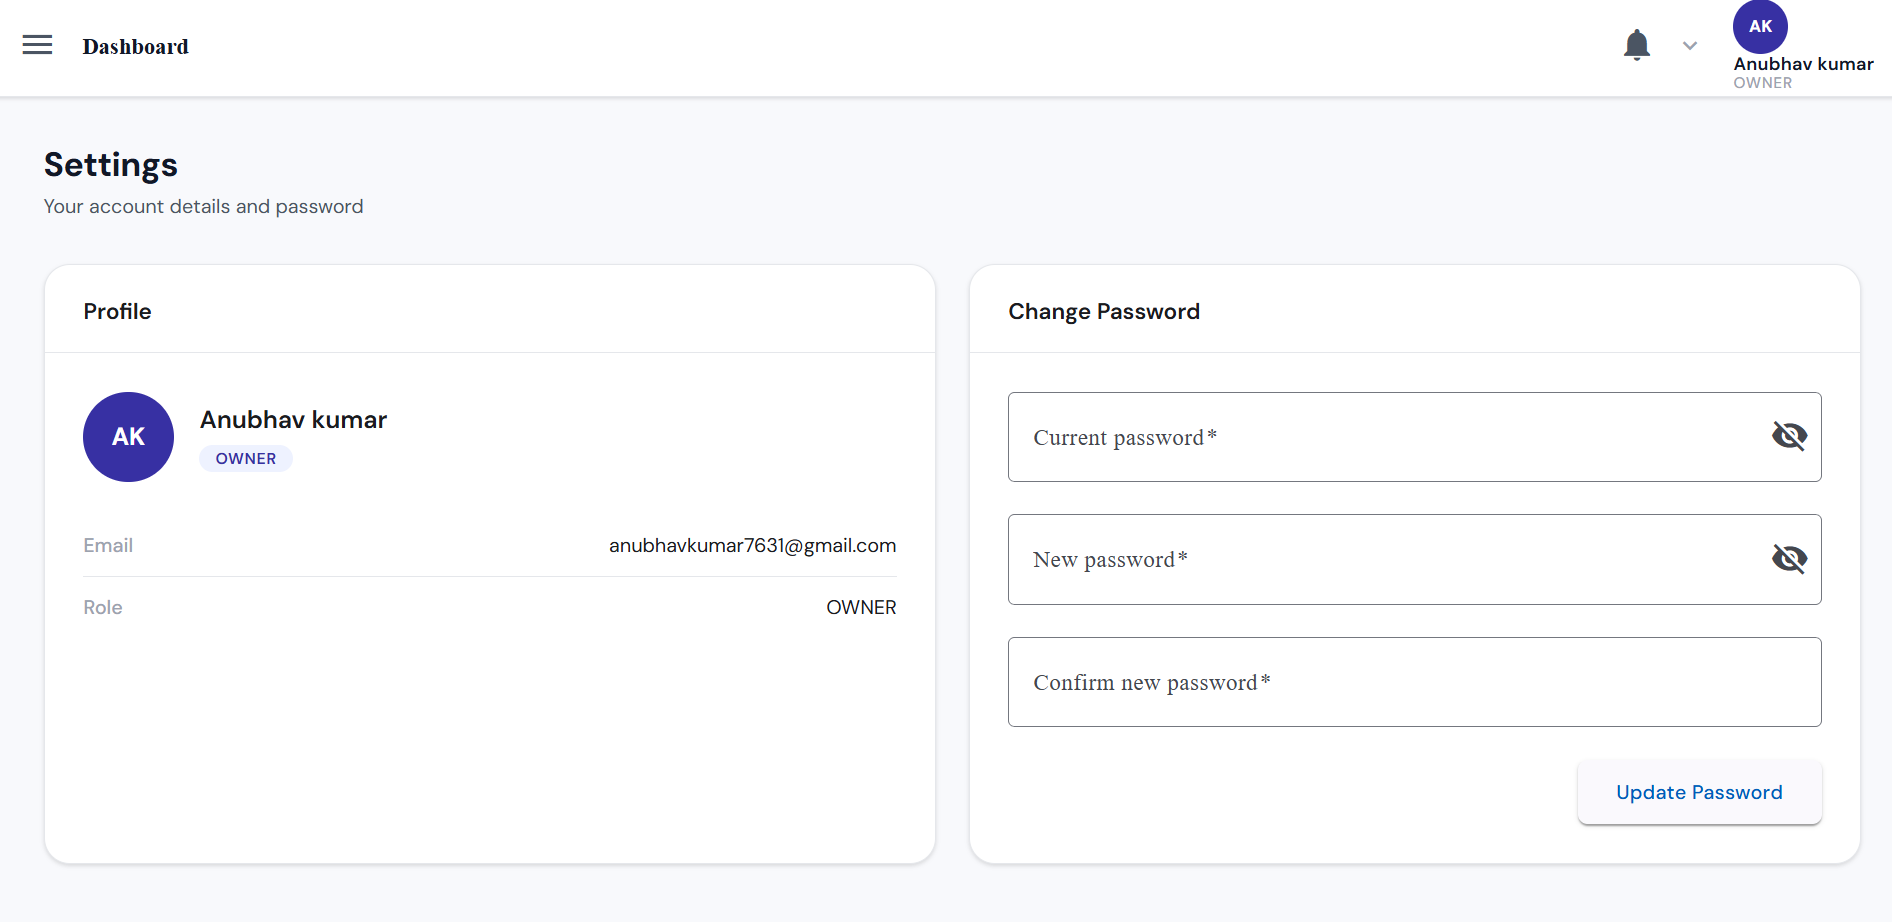 Dashboard
AK
Anubhav kumar
OWNER
Settings
Your account details and password
Profile
AK
Anubhav kumar
OWNER
Email
anubhavkumar7631@gmail.com
Role
OWNER
Change Password
Current password*
New password*
Confirm new password*
Update Password